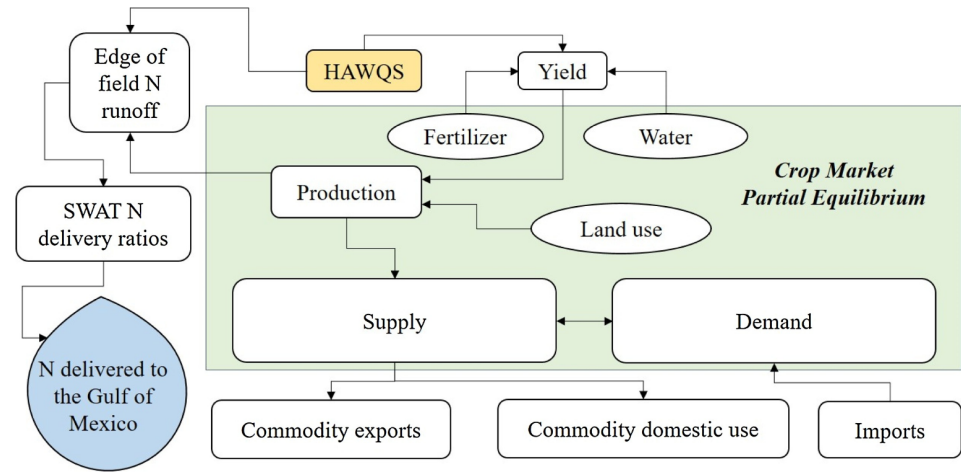 Edge of
field N
runoff
HAWQS
Yield
Fertilizer
Water
Crop Market
Partial Equilibrium
Production
Land use
SWAT N
delivery ratios
Supply
Demand
N delivered to
the Gulf of
Mexico
Commodity exports
Commodity domestic use
Imports